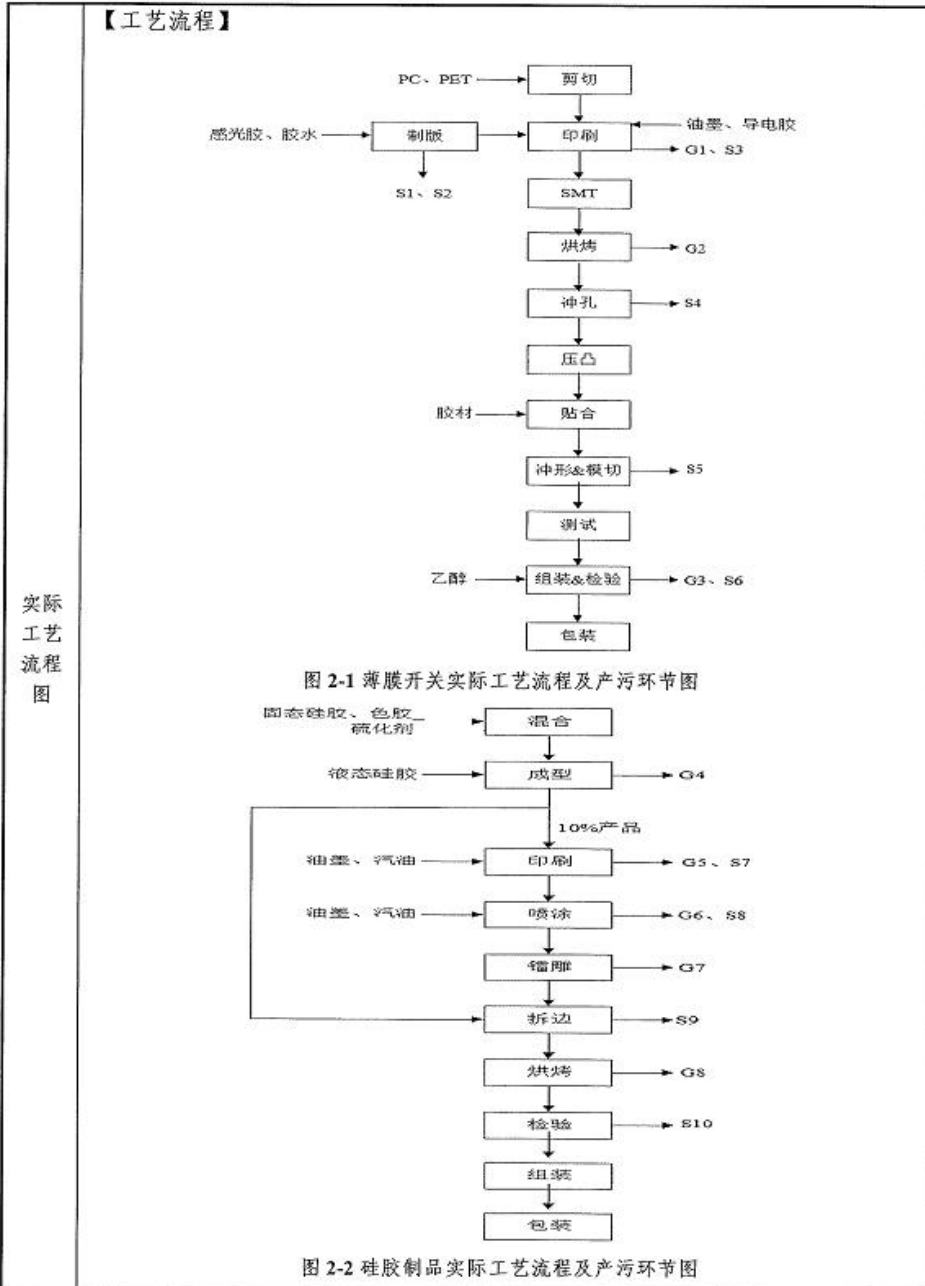 【工艺流程】
PC、PET
剪切
感光胶、胶水
制版
印刷
油墨、导电胶
G1、S3
S1、S2
SMT
烘烤
G2
冲孔
S4
压凸
胶材
贴合
冲形&模切
S5
测试
乙醇
组装&检验
G3、S6
包装
图 2-1 薄膜开关实际工艺流程及产污环节图
实际
工艺
流程
图
固态硅胶、色胶
硫化剂
混合
液态硅胶
成型
G4
10%产品
油墨、汽油
印刷
G5、S7
油墨、汽油
喷涂
G6、S8
镭雕
G7
拆边
S9
烘烤
G8
检验
S10
组装
包装
图 2-2 硅胶制品实际工艺流程及产污环节图